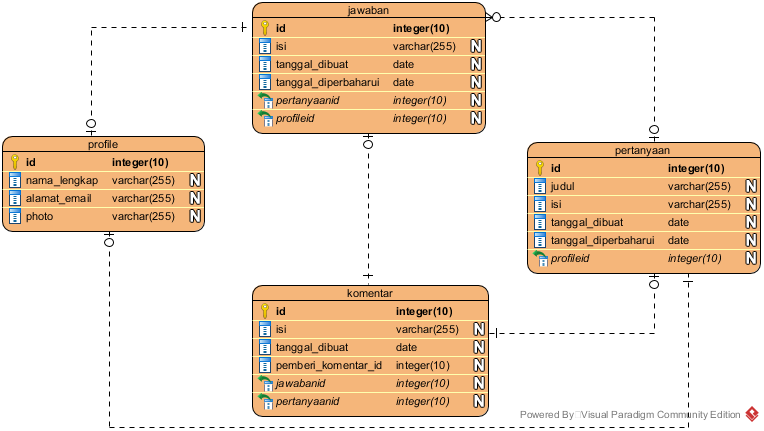 jawaban
id integer(10)
isi varchar(255) N
tanggal_dibuat date N
tanggal_diperbaharui date N
pertanyaanid integer(10) N
profileid integer(10) N
profile
id integer(10)
nama_lengkap varchar(255) N
alamat_email varchar(255) N
photo varchar(255) N
pertanyaan
id integer(10)
judul varchar(255) N
isi varchar(255) N
tanggal_dibuat date N
tanggal_diperbaharui date N
profileid integer(10) N
komentar
id integer(10)
isi varchar(255) N
tanggal_dibuat date N
pemberi_komentar_id integer(10) N
jawabanid integer(10) N
pertanyaanid integer(10) N
Powered By Visual Paradigm Community Edition